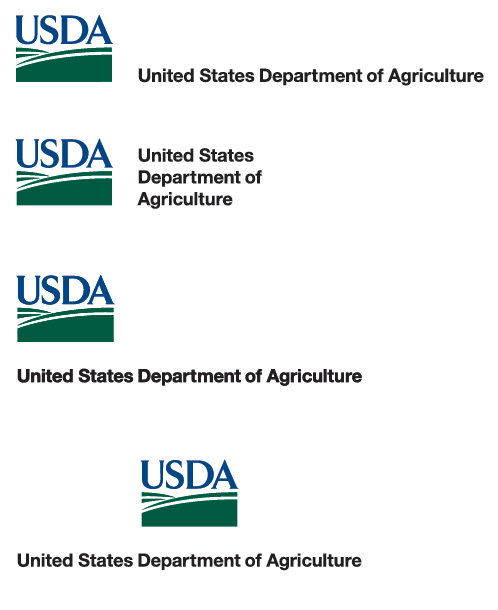 USDA
United States Department of Agriculture
USDA
United States
Department of
Agriculture
USDA
United States Department of Agriculture
USDA
United States Department of Agriculture